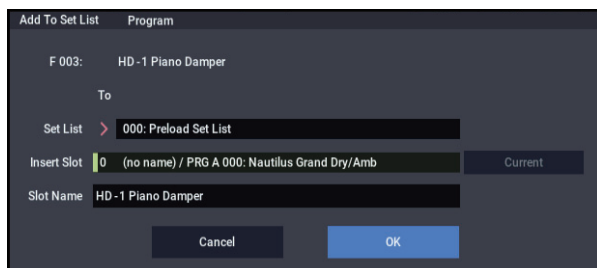 Add To Set List Program
F 003: HD-1 Piano Damper
To
Set List 000: Preload Set List
Insert Slot 0 (no name) / PRG A 000: Nautilus Grand Dry/Amb Current
Slot Name HD-1 Piano Damper
Cancel OK